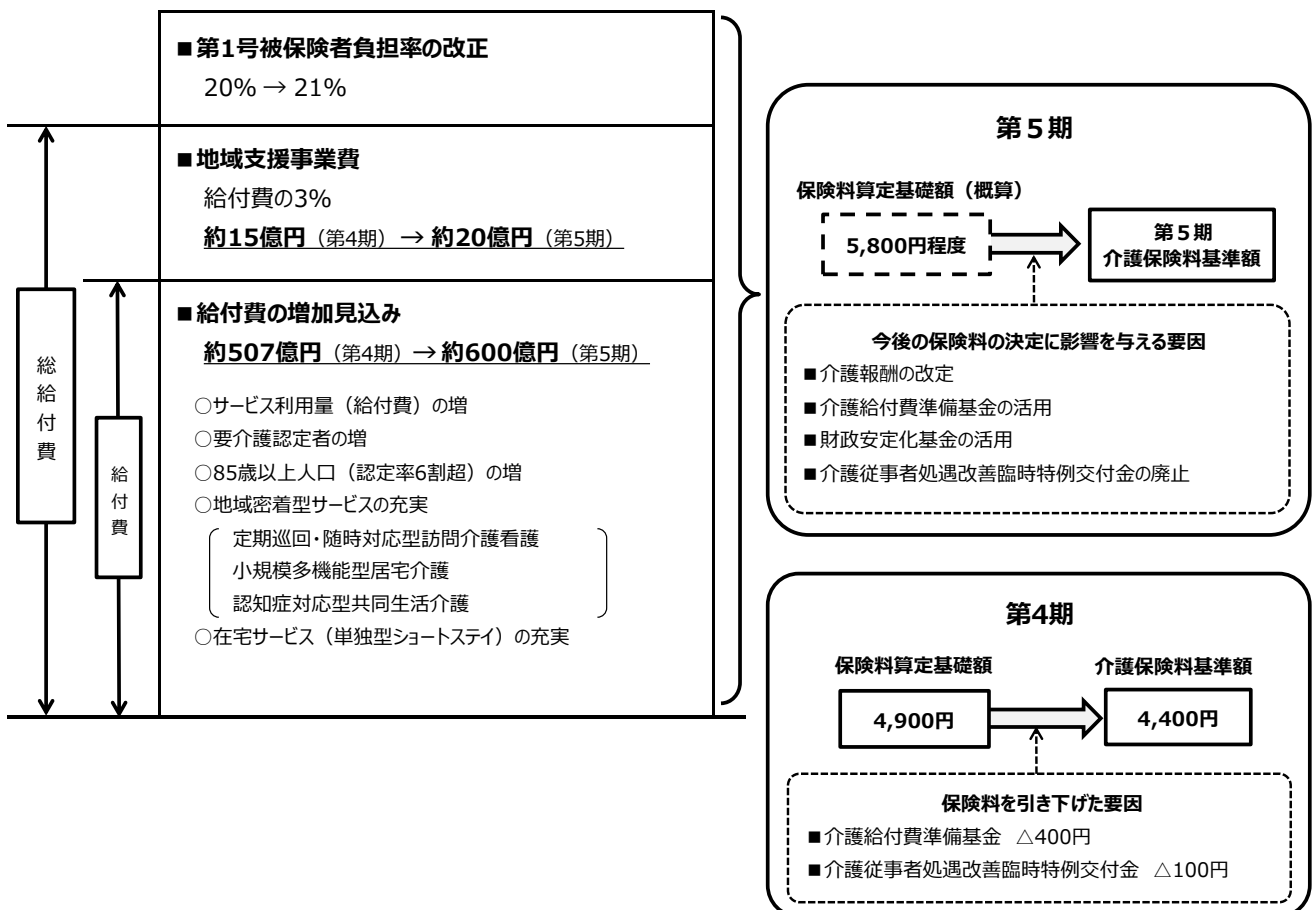 ■第1号被保険者負担率の改正
20% → 21%
■地域支援事業費
給付費の3%
約15億円（第4期）→ 約20億円（第5期）
■給付費の増加見込み
約507億円（第4期）→ 約600億円（第5期）
○サービス利用量（給付費）の増
○要介護認定者の増
○85歳以上人口（認定率6割超）の増
○地域密着型サービスの充実
定期巡回・随時対応型訪問介護看護
小規模多機能型居宅介護
認知症対応型共同生活介護
○在宅サービス（単独型ショートステイ）の充実
総給付費
給付費
第５期
保険料算定基礎額（概算）
5,800円程度
第５期
介護保険料基準額
今後の保険料の決定に影響を与える要因
■介護報酬の改定
■介護給付費準備基金の活用
■財政安定化基金の活用
■介護従事者処遇改善臨時特例交付金の廃止
第4期
保険料算定基礎額
介護保険料基準額
4,900円
4,400円
保険料を引き下げた要因
■介護給付費準備基金 △400円
■介護従事者処遇改善臨時特例交付金 △100円